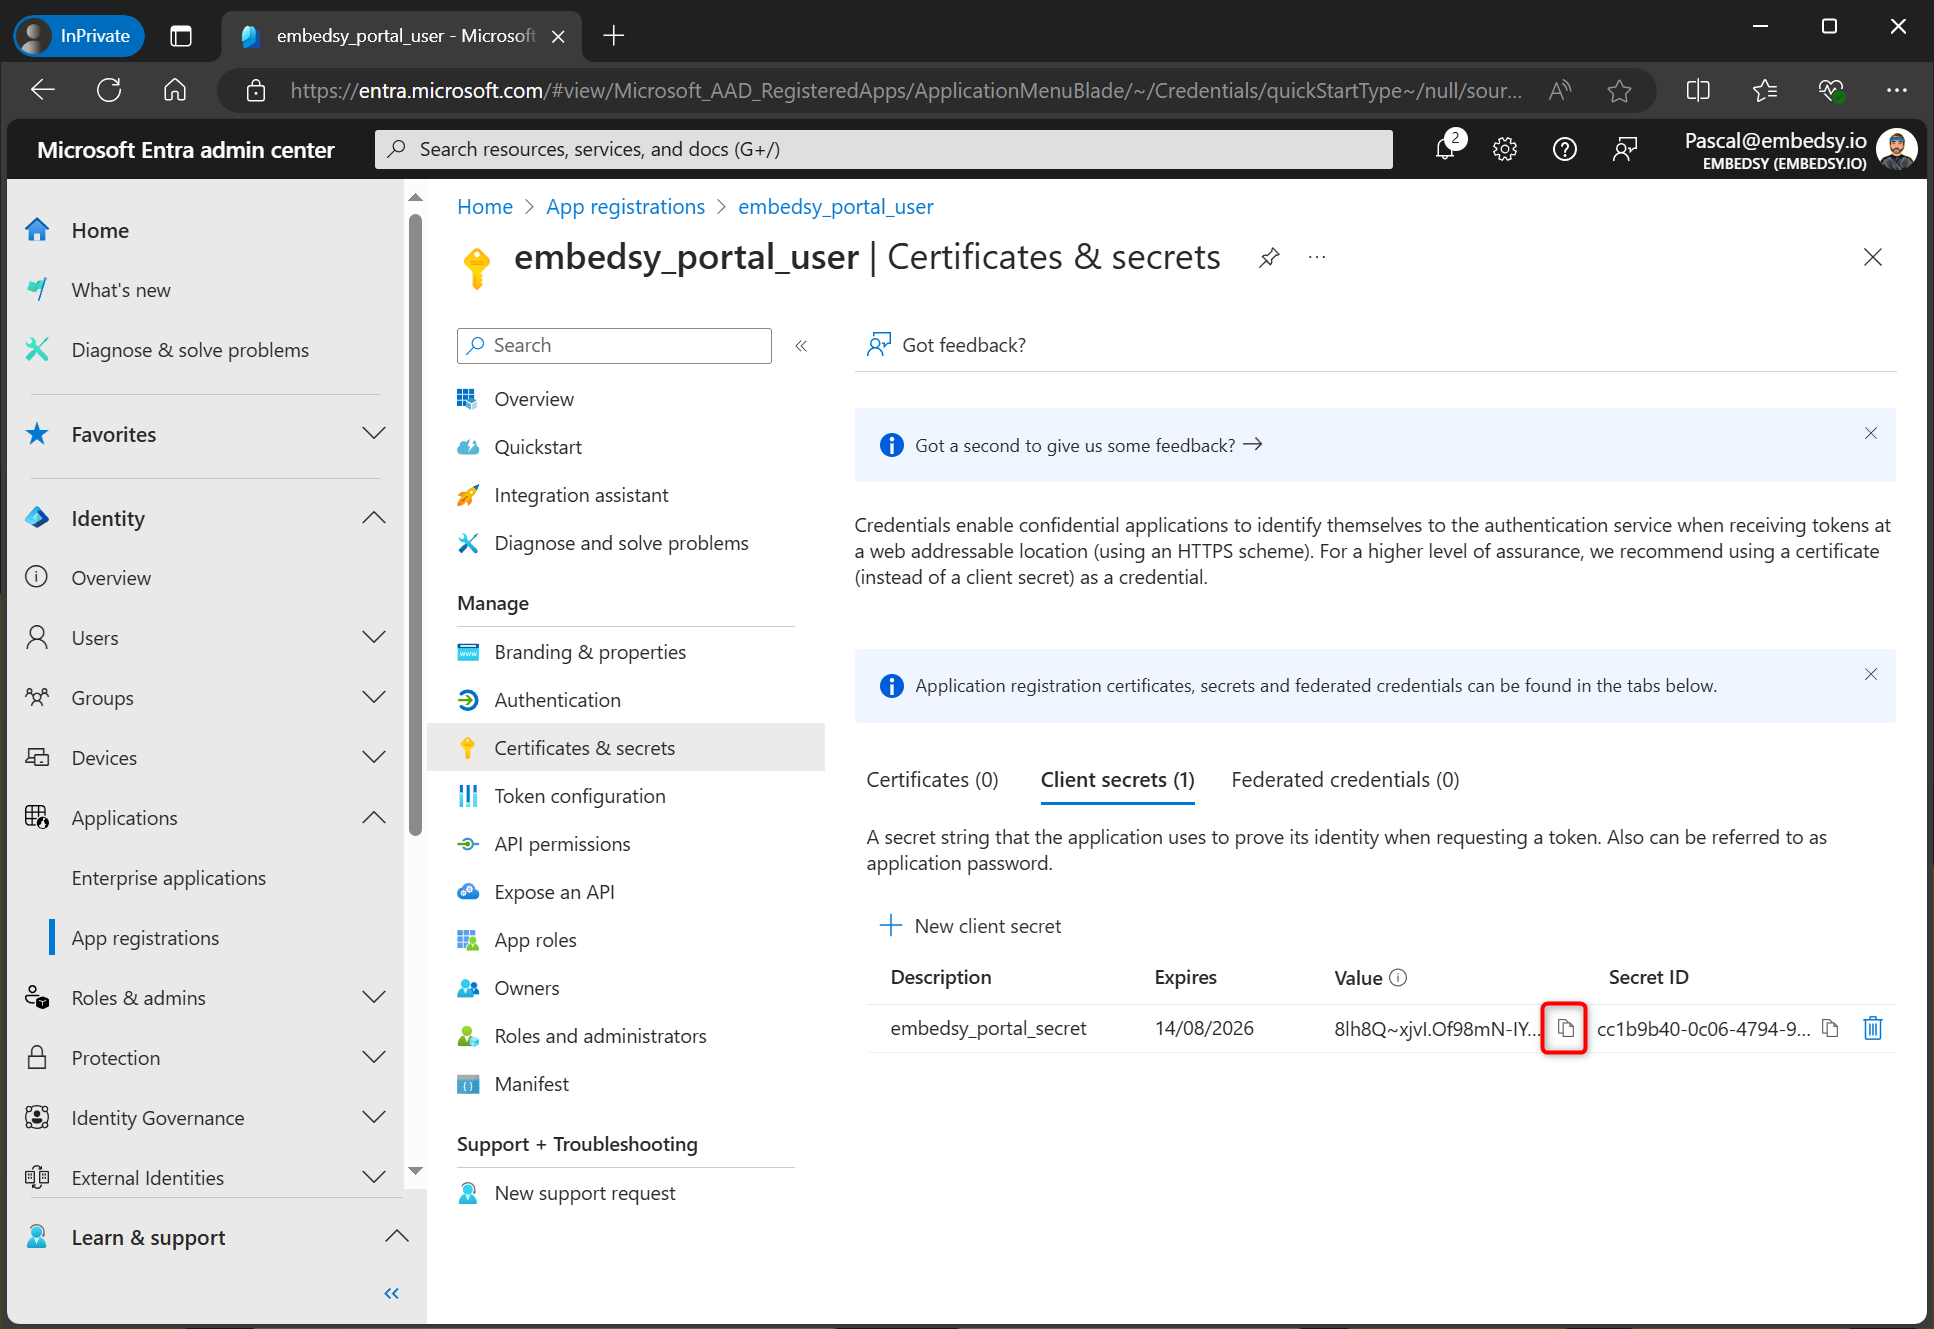 InPrivate
embedsy_portal_user - Microsoft
https://entra.microsoft.com/#view/Microsoft_AAD_RegisteredApps/ApplicationMenuBlade/~/Credentials/quickStartType~/null/sour...
Microsoft Entra admin center
Search resources, services, and docs (G+/)
2
Pascal@embedsy.io
EMBEDSY (EMBEDSY.IO)
Home
What's new
Diagnose & solve problems
Favorites
Identity
Overview
Users
Groups
Devices
Applications
Enterprise applications
App registrations
Roles & admins
Protection
Identity Governance
External Identities
Learn & support
Home > App registrations > embedsy_portal_user
embedsy_portal_user | Certificates & secrets
Search
Overview
Quickstart
Integration assistant
Diagnose and solve problems
Manage
Branding & properties
Authentication
Certificates & secrets
Token configuration
API permissions
Expose an API
App roles
Owners
Roles and administrators
Manifest
Support + Troubleshooting
New support request
Got feedback?
Got a second to give us some feedback?
Credentials enable confidential applications to identify themselves to the authentication service when receiving tokens at
a web addressable location (using an HTTPS scheme). For a higher level of assurance, we recommend using a certificate
(instead of a client secret) as a credential.
Application registration certificates, secrets and federated credentials can be found in the tabs below.
Certificates (0) Client secrets (1) Federated credentials (0)
A secret string that the application uses to prove its identity when requesting a token. Also can be referred to as
application password.
New client secret
Description Expires Value Secret ID
embedsy_portal_secret 14/08/2026 8lh8Q~xjvI.Of98mN-IY... cc1b9b40-0c06-4794-9...